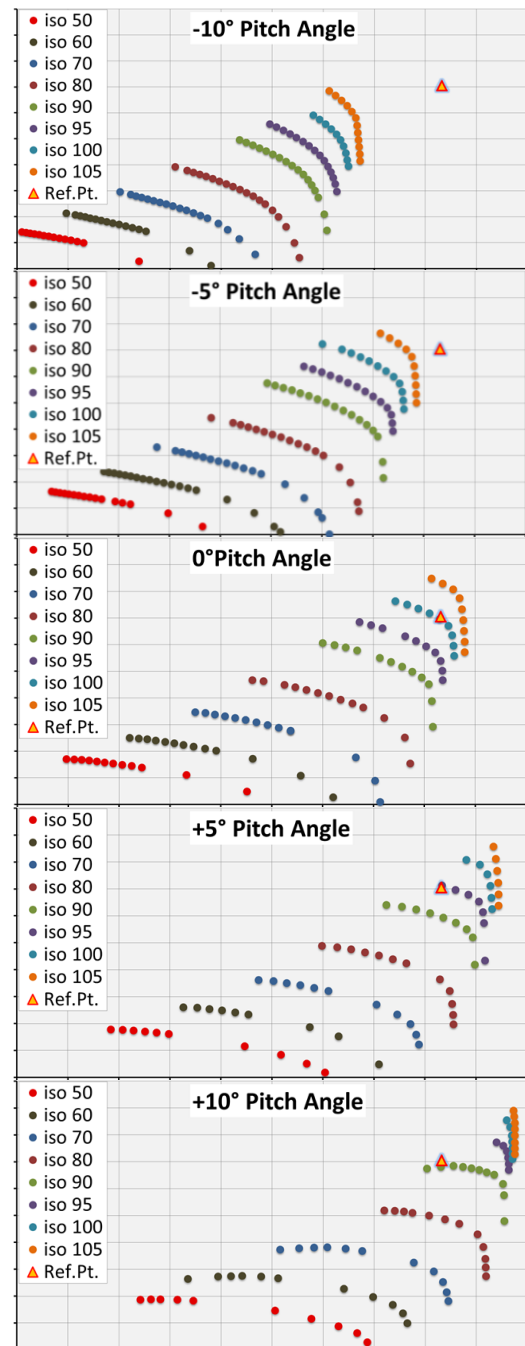 -10° Pitch Angle
iso 50
iso 60
iso 70
iso 80
iso 90
iso 95
iso 100
iso 105
Ref.Pt.
-5° Pitch Angle
iso 50
iso 60
iso 70
iso 80
iso 90
iso 95
iso 100
iso 105
Ref.Pt.
0°Pitch Angle
iso 50
iso 60
iso 70
iso 80
iso 90
iso 95
iso 100
iso 105
Ref.Pt.
+5° Pitch Angle
iso 50
iso 60
iso 70
iso 80
iso 90
iso 95
iso 100
iso 105
Ref.Pt.
+10° Pitch Angle
iso 50
iso 60
iso 70
iso 80
iso 90
iso 95
iso 100
iso 105
Ref.Pt.